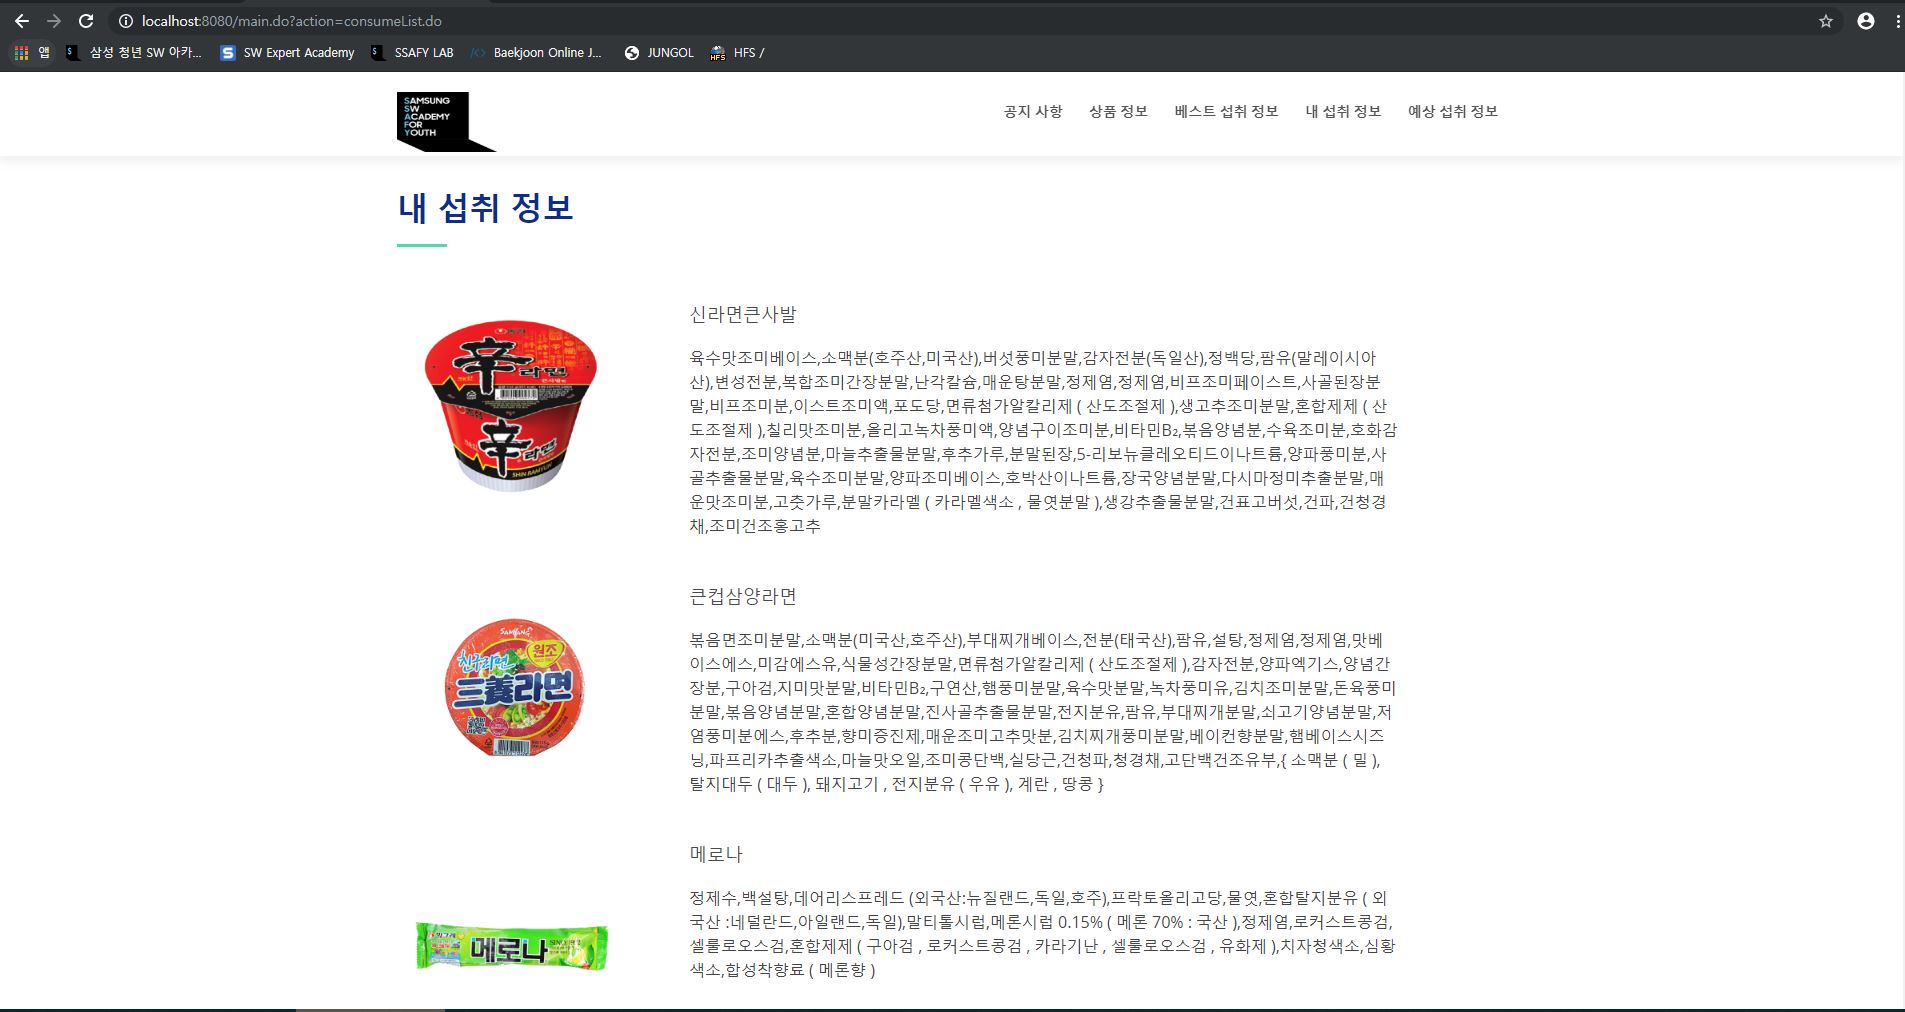 localhost:8080/main.do?action=consumeList.do
앱 삼성 청년 SW 아카... SW Expert Academy SSAFY LAB Baekjoon Online J... JUNGOL HFS /
SAMSUNG
SW
ACADEMY
FOR
YOUTH
공지 사항 상품 정보 베스트 섭취 정보 내 섭취 정보 예상 섭취 정보
내 섭취 정보
신라면큰사발
육수맛조미베이스,소맥분(호주산,미국산),버섯풍미분말,감자전분(독일산),정백당,팜유(말레이시아
산),변성전분,복합조미간장분말,난각칼슘,매운탕분말,정제염,정제염,비프조미페이스트,사골된장분
말,비프조미분,이스트조미액,포도당,면류첨가알칼리제 ( 산도조절제 ),생고추조미분말,혼합제제 ( 산
도조절제 ),칠리맛조미분,올리고녹차풍미액,양념구이조미분,비타민B₂,볶음양념분,수육조미분,호화감
자전분,조미양념분,마늘추출물분말,후추가루,분말된장,5-리보뉴클레오티드이나트륨,양파풍미분,사
골추출물분말,육수조미분말,양파조미베이스,호박산이나트륨,장국양념분말,다시마정미추출분말,매
운맛조미분,고춧가루,분말카라멜 ( 카라멜색소 , 물엿분말 ),생강추출물분말,건표고버섯,건파,건청경
채,조미건조홍고추
辛라면
辛라면
SHIN RAMYUN
큰컵삼양라면
볶음면조미분말,소맥분(미국산,호주산),부대찌개베이스,전분(태국산),팜유,설탕,정제염,정제염,맛베
이스에스,미감에스유,식물성간장분말,면류첨가알칼리제 ( 산도조절제 ),감자전분,양파엑기스,양념간
장분,구아검,지미맛분말,비타민B₂,구연산,햄풍미분말,육수맛분말,녹차풍미유,김치조미분말,돈육풍미
분말,볶음양념분말,혼합양념분말,진사골추출물분말,전지분유,팜유,부대찌개분말,쇠고기양념분말,저
염풍미분에스,후추분,향미증진제,매운조미고추맛분,김치찌개풍미분말,베이컨향분말,햄베이스시즈
닝,파프리카추출색소,마늘맛오일,조미콩단백,실당근,건청파,청경채,고단백건조유부,{ 소맥분 ( 밀 ),
탈지대두 ( 대두 ), 돼지고기 , 전지분유 ( 우유 ), 계란 , 땅콩 }
SAMYANG
원조
친구라면
三養라면
메로나
정제수,백설탕,데어리스프레드 (외국산:뉴질랜드,독일,호주),프락토올리고당,물엿,혼합탈지분유 ( 외
국산 :네덜란드,아일랜드,독일),말티톨시럽,메론시럽 0.15% ( 메론 70% : 국산 ),정제염,로커스트콩검,
셀룰로오스검,혼합제제 ( 구아검 , 로커스트콩검 , 카라기난 , 셀룰로오스검 , 유화제 ),치자청색소,심황
색소,합성착향료 ( 메론향 )
메로나